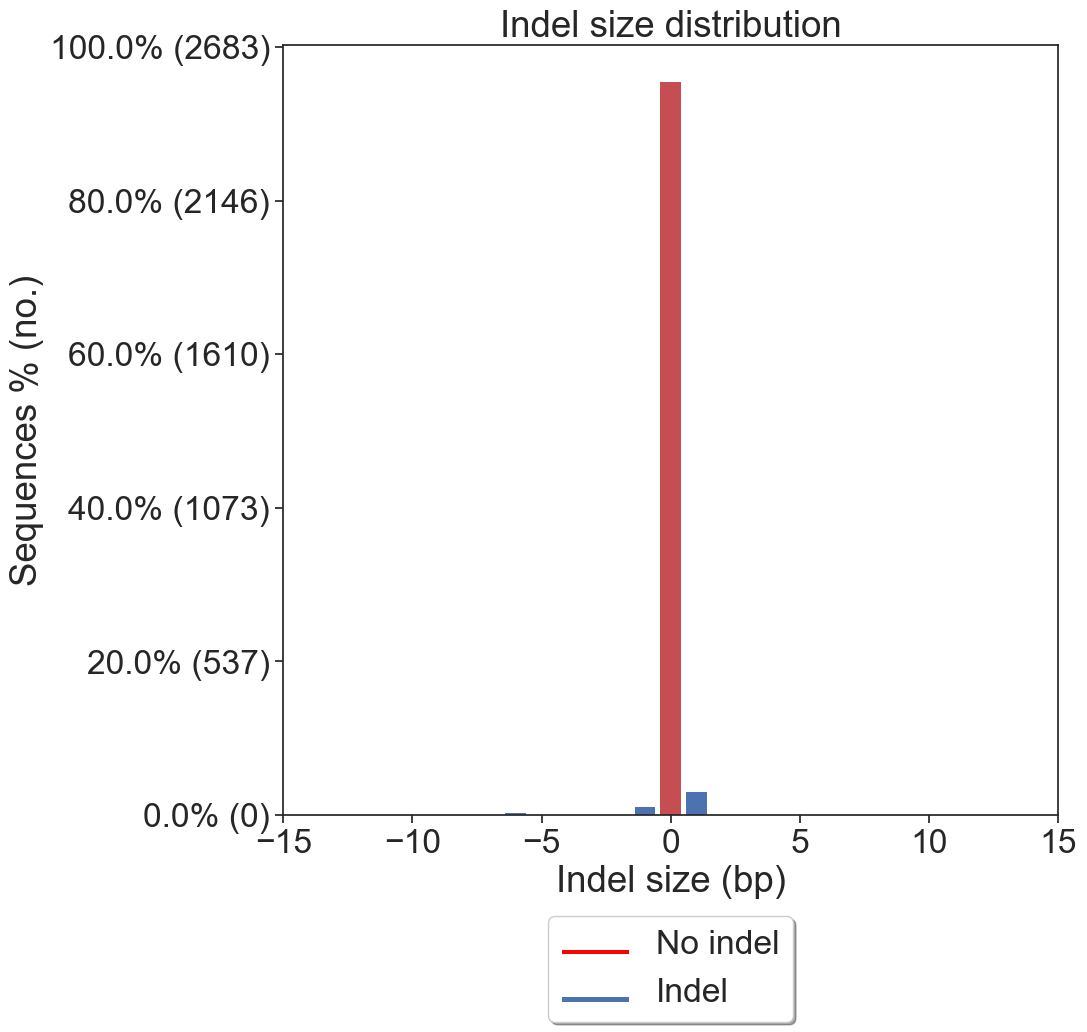 Indel size distribution
100.0% (2683)
80.0% (2146)
60.0% (1610)
40.0% (1073)
20.0% (537)
0.0% (0)
Sequences % (no.)
−15 −10 −5 0 5 10 15
Indel size (bp)
No indel
Indel